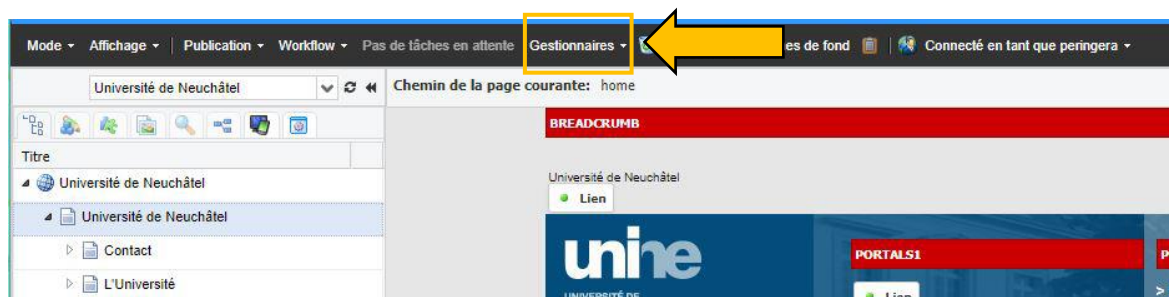 Mode Affichage Publication Workflow Pas de tâches en attente Gestionnaires es de fond Connecté en tant que peringera
Université de Neuchâtel Chemin de la page courante: home
BREADCRUMB
Titre
Université de Neuchâtel
Université de Neuchâtel
Lien
Université de Neuchâtel
Contact
unine
PORTALS1
P
L'Université
Lien
UNIVERSITÉ DE
>